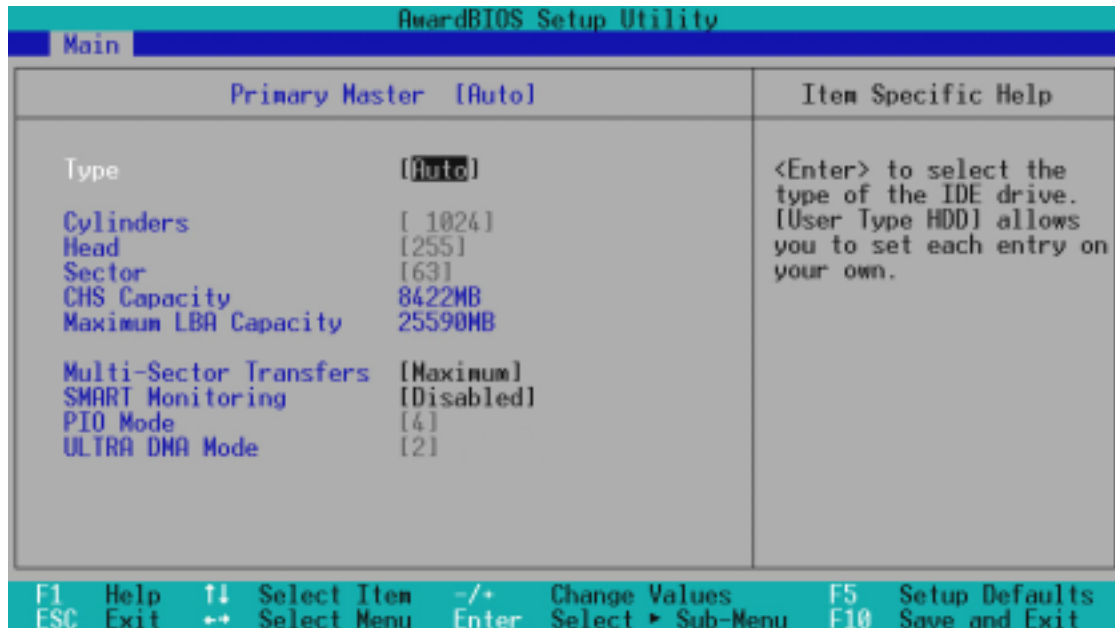 AwardBIOS Setup Utility
Main
Primary Master [Auto]
Item Specific Help
Type [Auto]
Cylinders [ 1024]
Head [255]
Sector [63]
CHS Capacity 8422MB
Maximum LBA Capacity 25590MB
Multi-Sector Transfers [Maximum]
SMART Monitoring [Disabled]
PIO Mode [4]
ULTRA DMA Mode [2]
<Enter> to select the
type of the IDE drive.
[User Type HDD] allows
you to set each entry on
your own.
F1 Help ↑↓ Select Item -/+ Change Values F5 Setup Defaults
ESC Exit ←→ Select Menu Enter Select ► Sub-Menu F10 Save and Exit